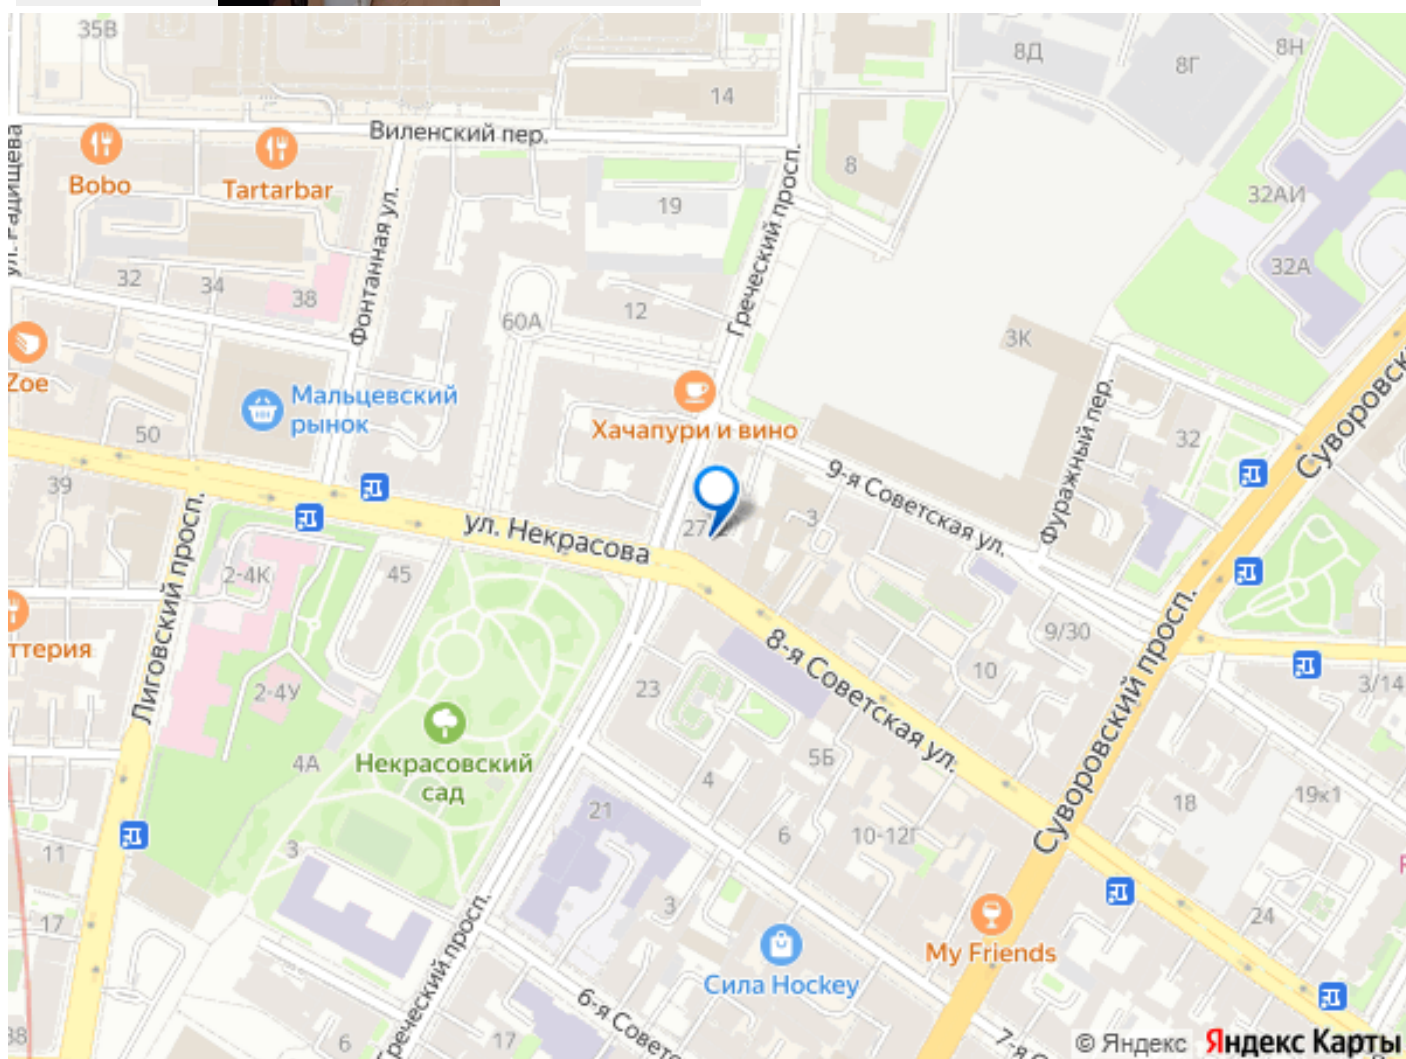 35В
8Д
8Н
8Г
14
Виленский пер.
Bobo
Tartarbar
ул. Радищева
8
19
32АИ
Греческий просп.
Фонтанная ул.
32А
32
34
38
12
60А
3К
Zoe
Мальцевский
рынок
Хачапури и вино
Суворовск
Фуражный пер.
50
32
39
9-я Советская ул.
ул. Некрасова
27
3
Лиговский просп.
2-4К
45
ттерия
8-я Советская ул.
9/30
10
Суворовский просп.
3/14
2-4У
23
Некрасовский
сад
4А
5Б
4
18
19к1
21
6
10-12Г
11
3
3
24
17
My Friends
Сила Hockey
Греческий просп.
6-я Советс
7-я С
38
6
17
© Яндекс
Яндекс Карты